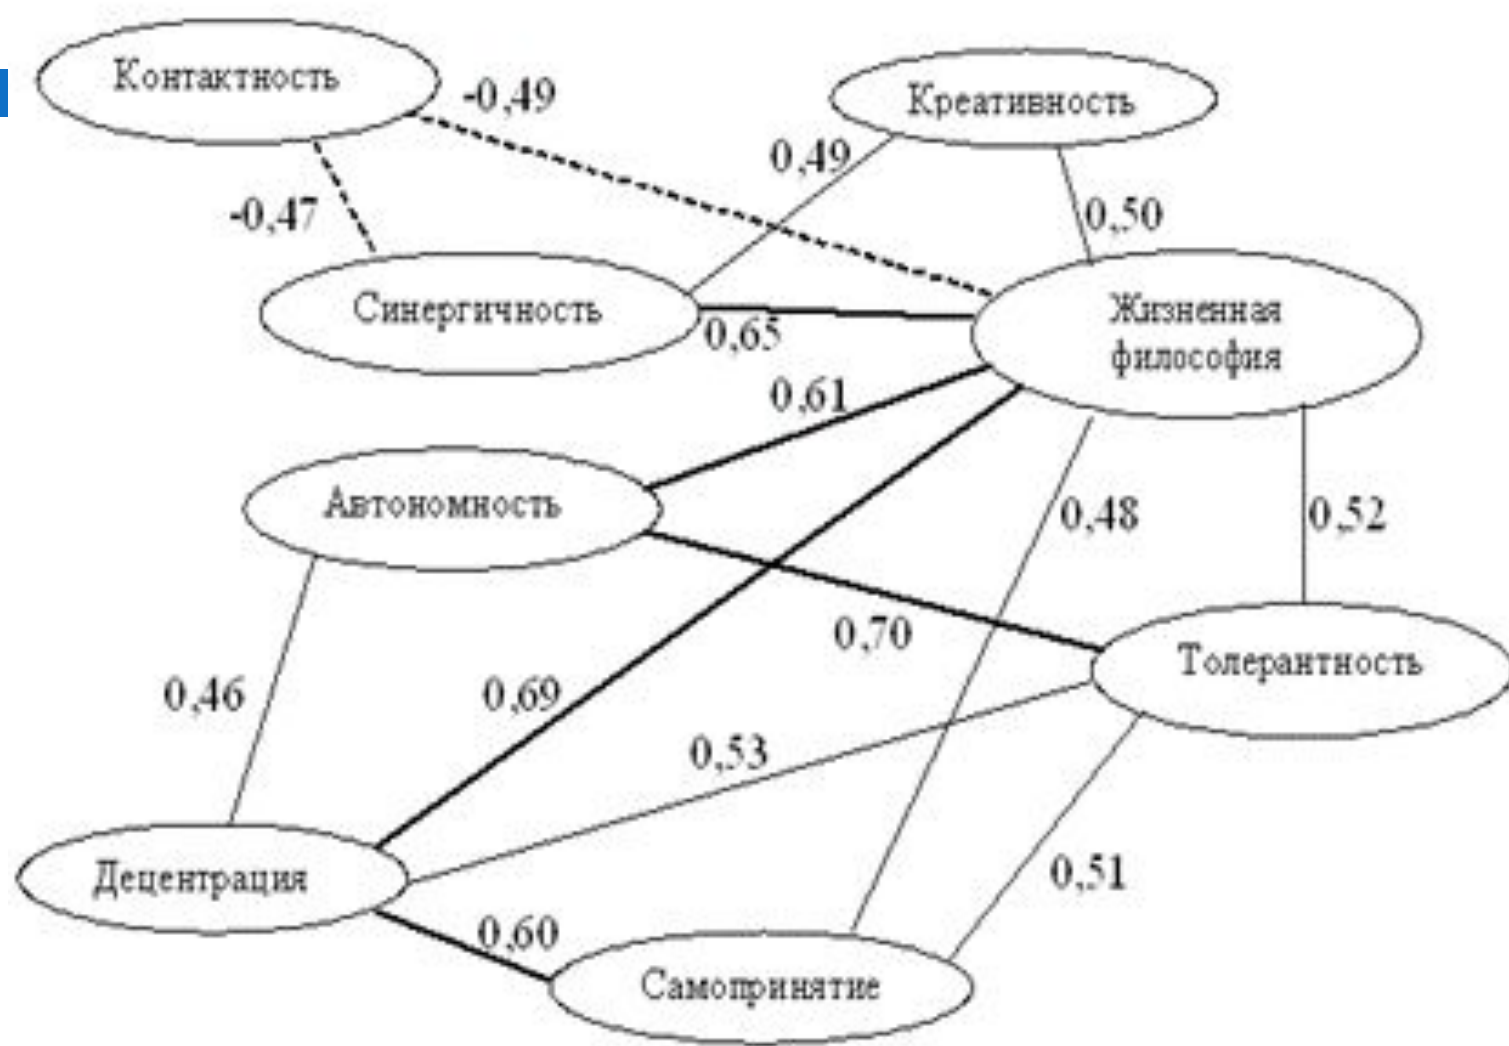 Контактность
-0,49
Креативность
0,49
-0,47
0,50
Синергичность
0,65
Жизненная
философия
0,61
Автономность
0,48
0,52
0,70
Толерантность
0,46
0,69
0,53
Децентрация
0,51
0,60
Самопринятие